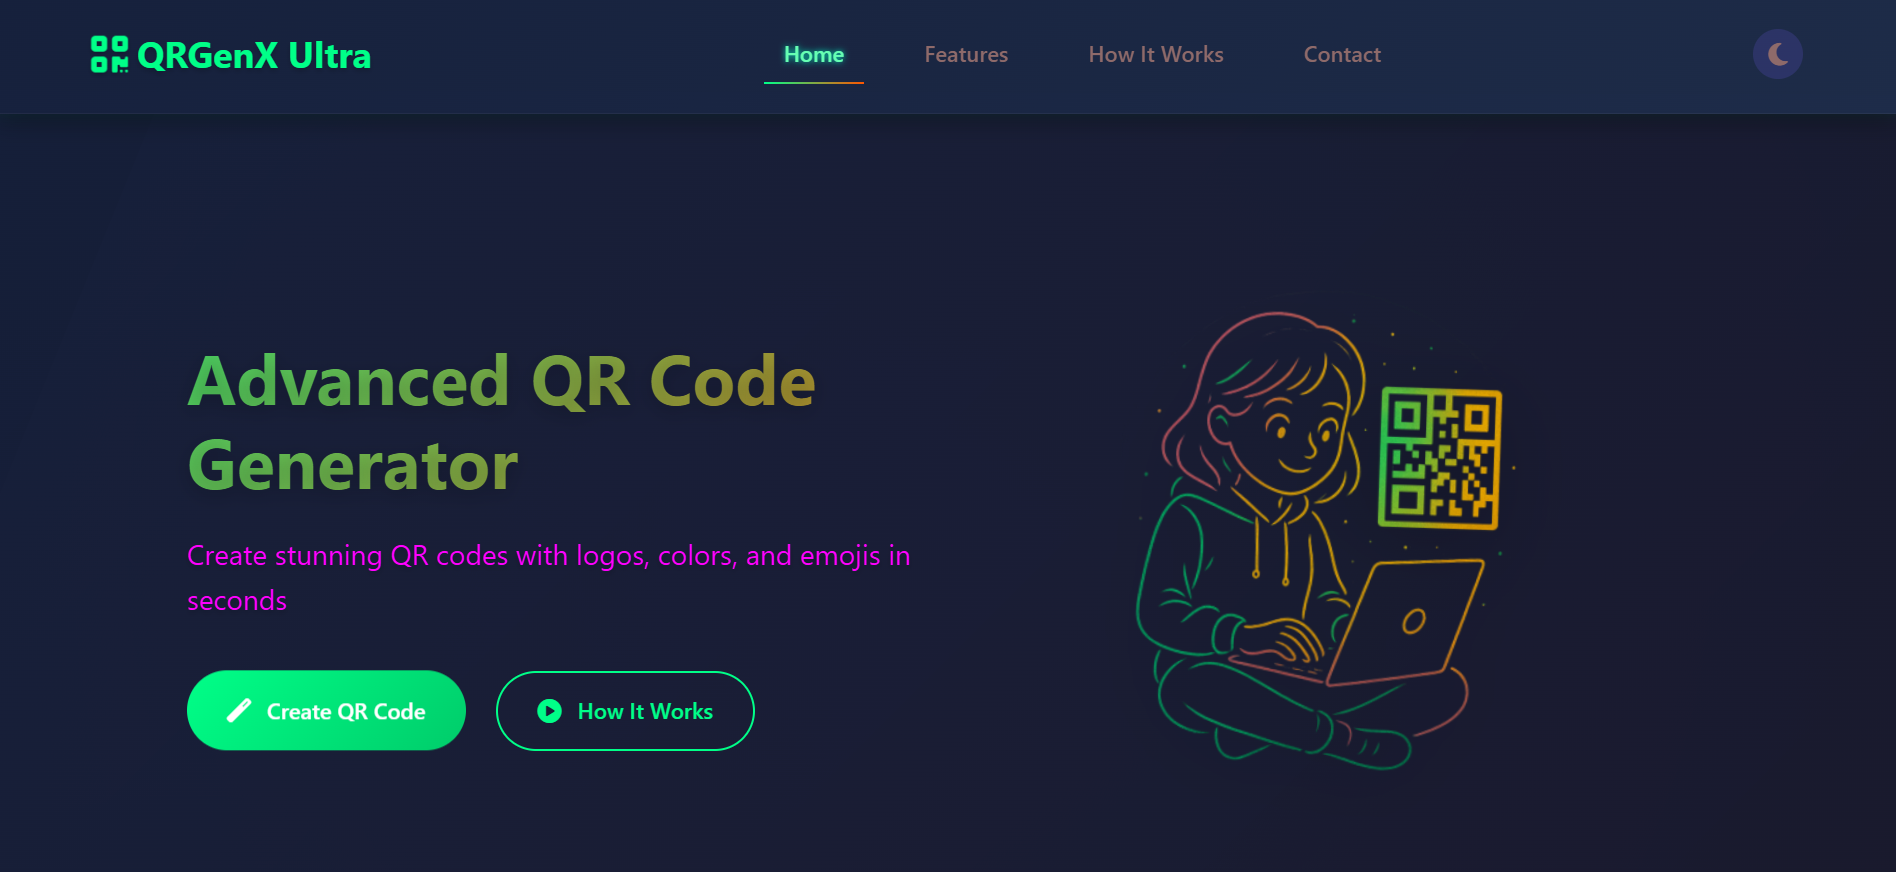 QRGenX Ultra
Home
Features
How It Works
Contact
Advanced QR Code
Generator
Create stunning QR codes with logos, colors, and emojis in
seconds
Create QR Code
How It Works